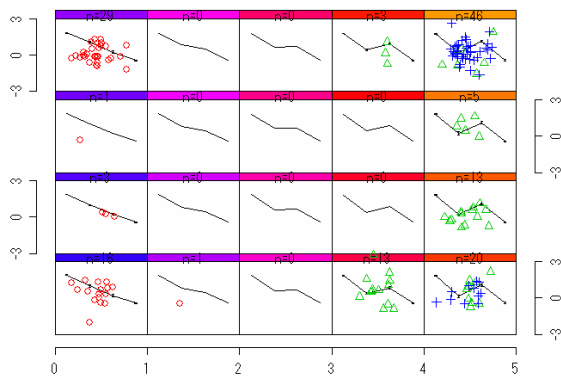 3 0 -3
n=29 n=0 n=0 n=3 n=46
n=1 n=0 n=0 n=0 n=5
3 0 -3
3 0 -3
n=3 n=0 n=0 n=0 n=13
n=16 n=1 n=0 n=13 n=20
3 0 -3
0 1 2 3 4 5